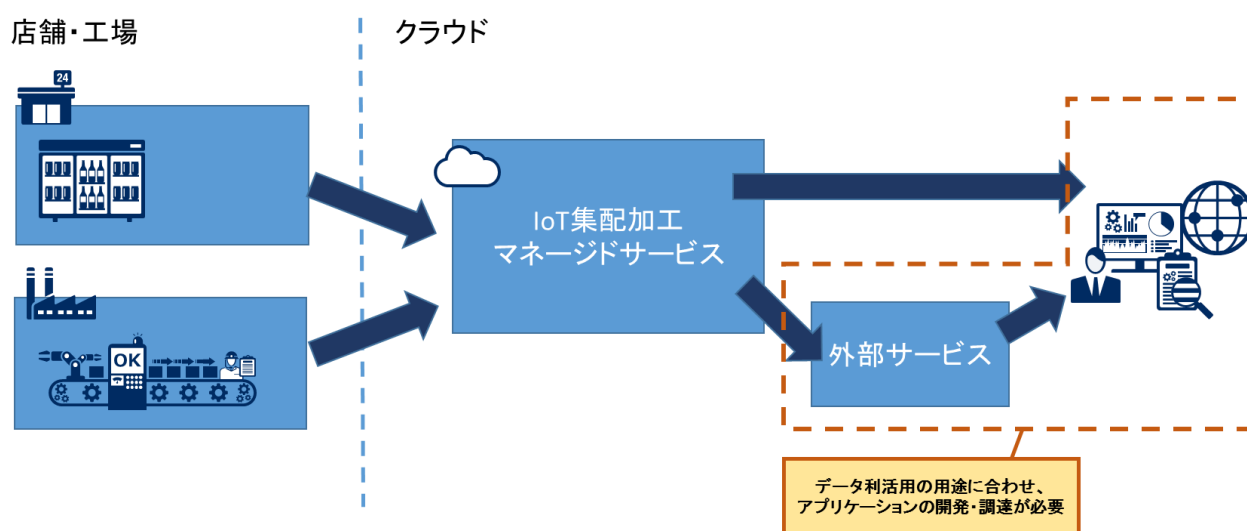 店舗・工場
クラウド
24
IoT集配加工
マネージドサービス
OK
外部サービス
データ利活用の用途に合わせ、
アプリケーションの開発・調達が必要